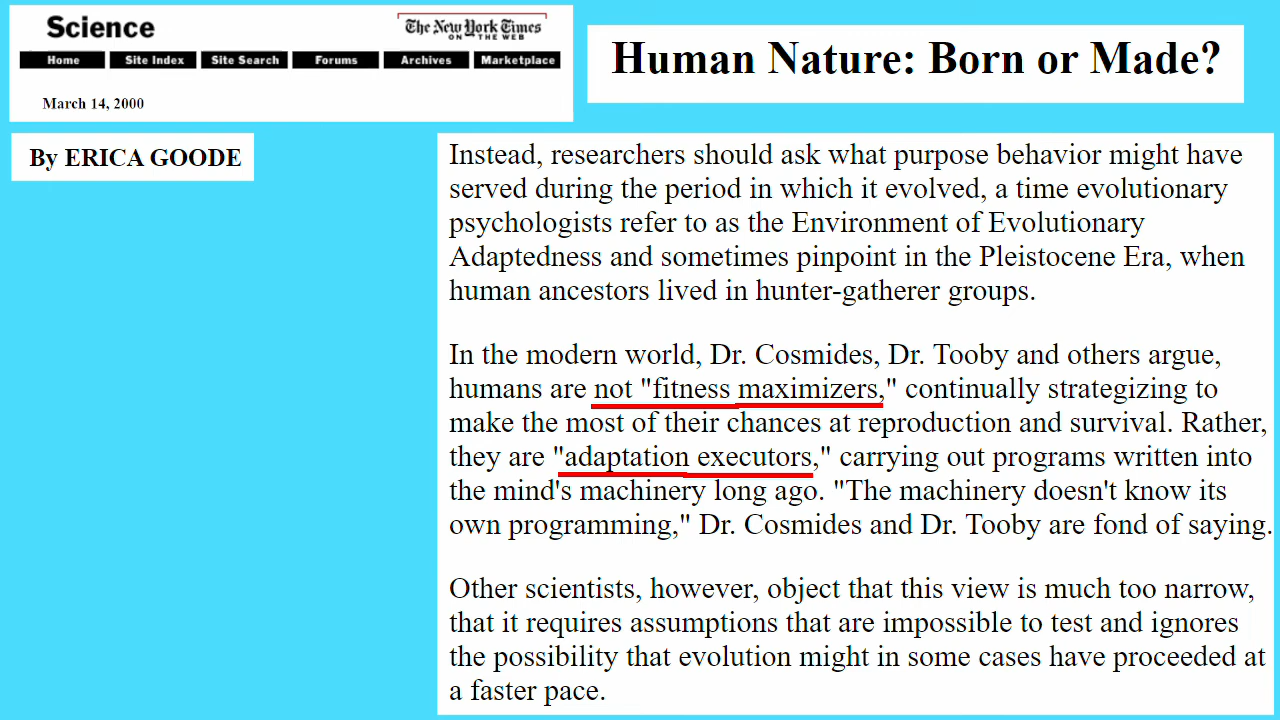 Science
The New York Times
ON THE WEB
Home Site Index Site Search Forums Archives Marketplace
March 14, 2000
Human Nature: Born or Made?
By ERICA GOODE
Instead, researchers should ask what purpose behavior might have
served during the period in which it evolved, a time evolutionary
psychologists refer to as the Environment of Evolutionary
Adaptedness and sometimes pinpoint in the Pleistocene Era, when
human ancestors lived in hunter-gatherer groups.
In the modern world, Dr. Cosmides, Dr. Tooby and others argue,
humans are not "fitness maximizers," continually strategizing to
make the most of their chances at reproduction and survival. Rather,
they are "adaptation executors," carrying out programs written into
the mind's machinery long ago. "The machinery doesn't know its
own programming," Dr. Cosmides and Dr. Tooby are fond of saying.
Other scientists, however, object that this view is much too narrow,
that it requires assumptions that are impossible to test and ignores
the possibility that evolution might in some cases have proceeded at
a faster pace.